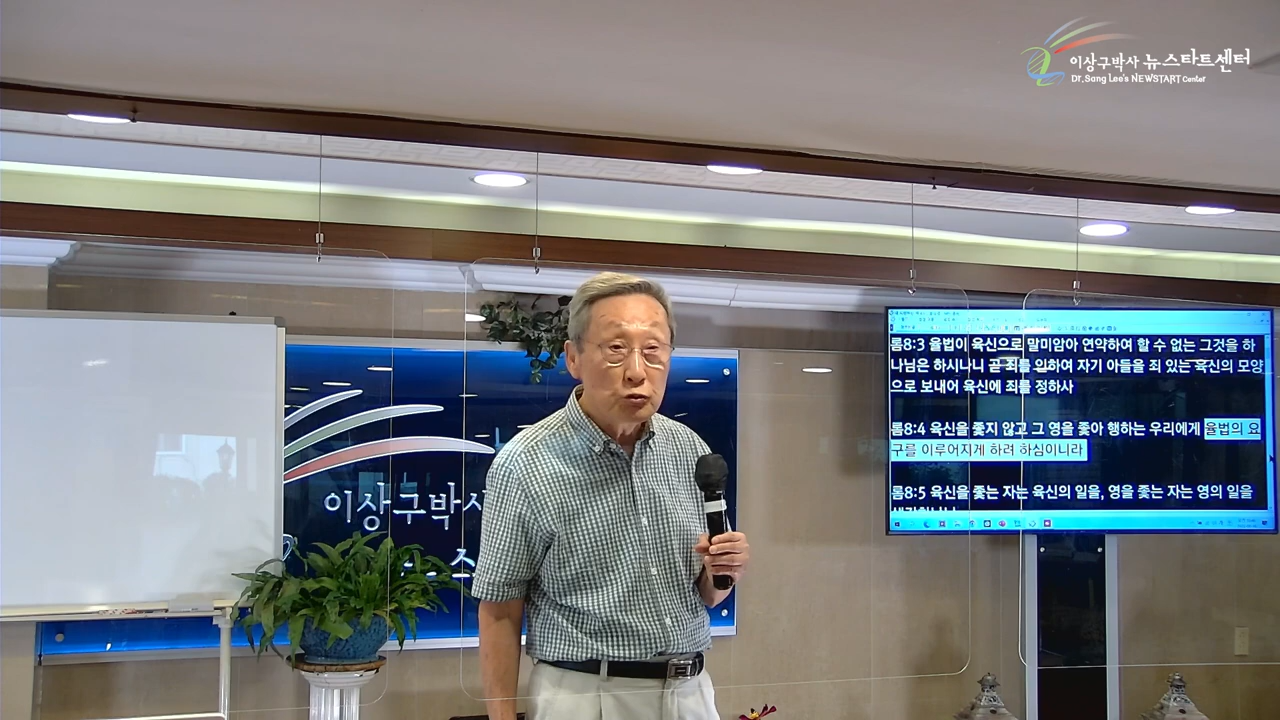 이상구박사 뉴스타트센터
Dr. Sang Lee's NEWSTART Center
이상구박사
스
롬8:3 율법이 육신으로 말미암아 연약하여 할 수 없는 그것을 하
나님은 하시나니 곧 죄를 인하여 자기 아들을 죄 있는 육신의 모양
으로 보내어 육신에 죄를 정하사
롬8:4 육신을 좇지 않고 그 영을 좇아 행하는 우리에게 율법의 요
구를 이루어지게 하려 하심이니라
롬8:5 육신을 좇는 자는 육신의 일을, 영을 좇는 자는 영의 일을